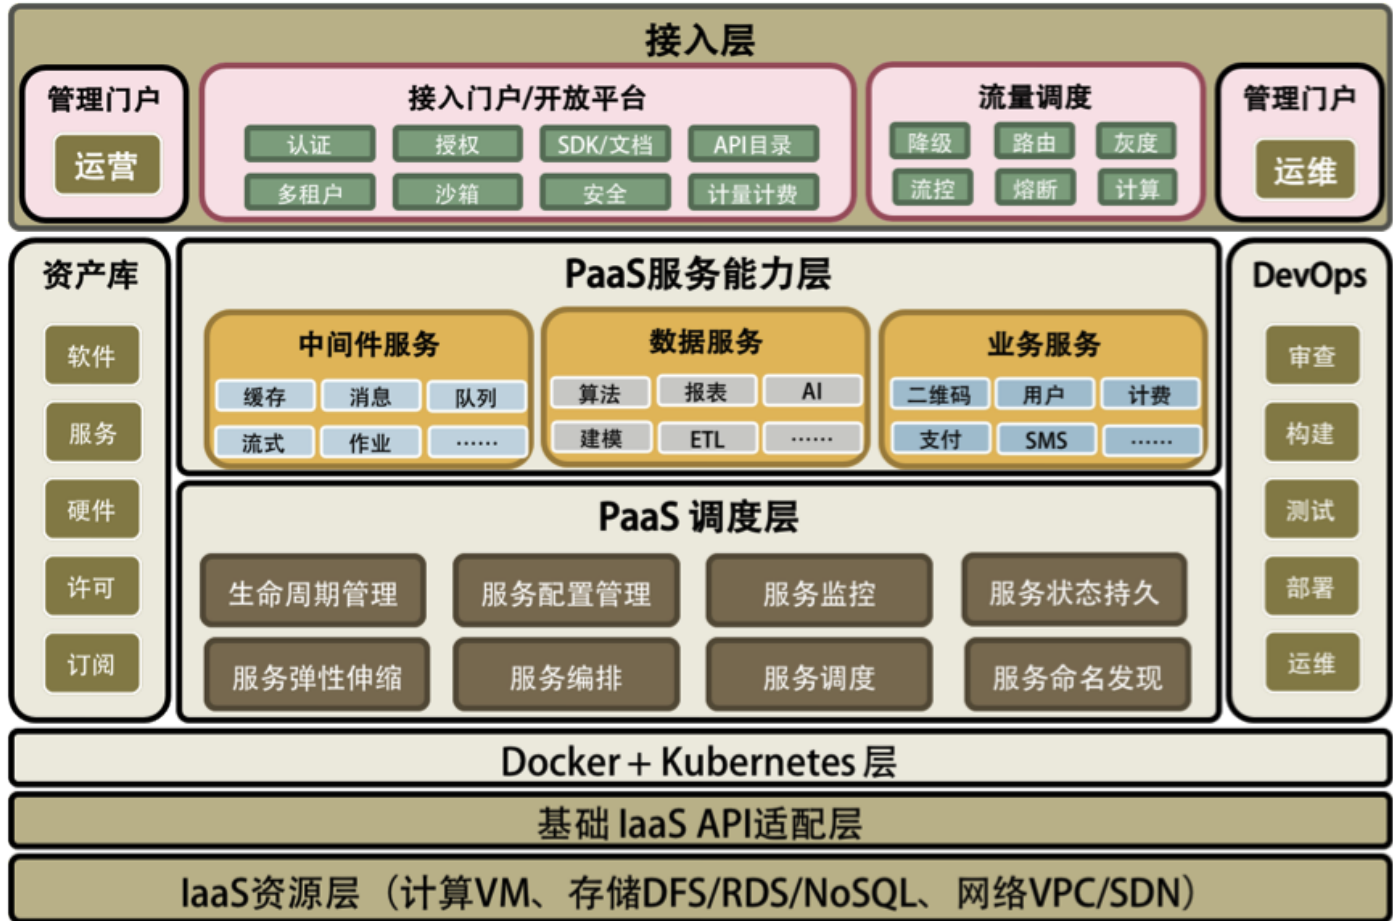 接入层
管理门户
运营
接入门户/开放平台
认证
授权
SDK/文档
API目录
多租户
沙箱
安全
计量计费
流量调度
降级
路由
灰度
流控
熔断
计算
管理门户
运维
资产库
软件
服务
硬件
许可
订阅
PaaS服务能力层
中间件服务
缓存
消息
队列
流式
作业
……
数据服务
算法
报表
AI
建模
ETL
……
业务服务
二维码
用户
计费
支付
SMS
……
PaaS 调度层
生命周期管理
服务配置管理
服务监控
服务状态持久
服务弹性伸缩
服务编排
服务调度
服务命名发现
DevOps
审查
构建
测试
部署
运维
Docker + Kubernetes 层
基础 IaaS API适配层
IaaS资源层（计算VM、存储DFS/RDS/NoSQL、网络VPC/SDN）